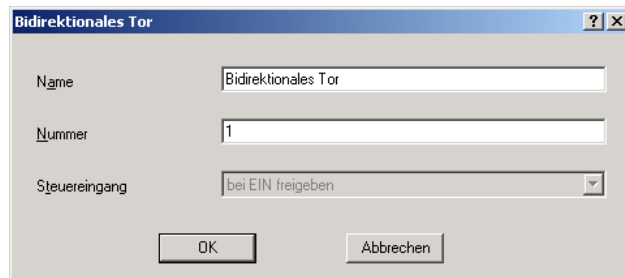 Bidirektionales Tor
Name Bidirektionales Tor
Nummer 1
Steuereingang bei EIN freigeben
OK Abbrechen